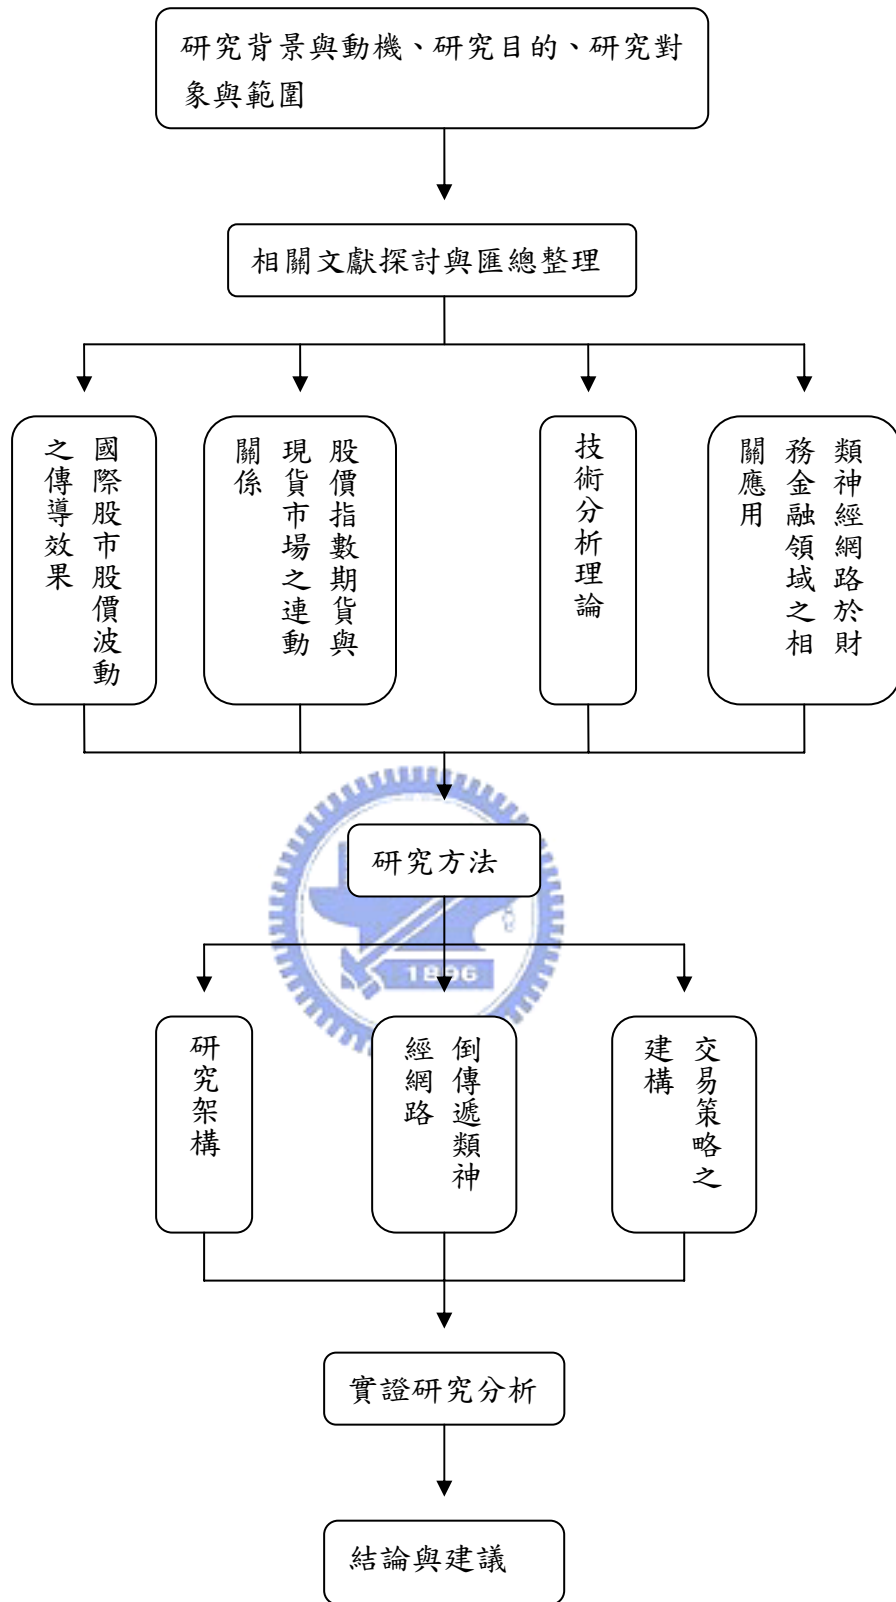 研究背景與動機、研究目的、研究對
象與範圍
相關文獻探討與匯總整理
國際股市股價波動
之傳導效果
股價指數期貨與
現貨市場之連動
關係
技術分析理論
類神經網路於財
務金融領域之相
關應用
研究方法
1896
研究架構
倒傳遞類神
經網路
交易策略之
建構
實證研究分析
結論與建議